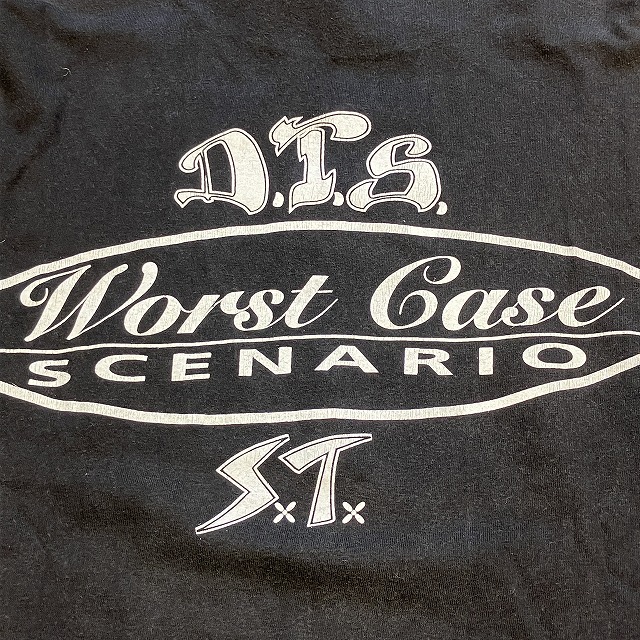 D.T.S.
Worst Case
SCENARIO
S.T.